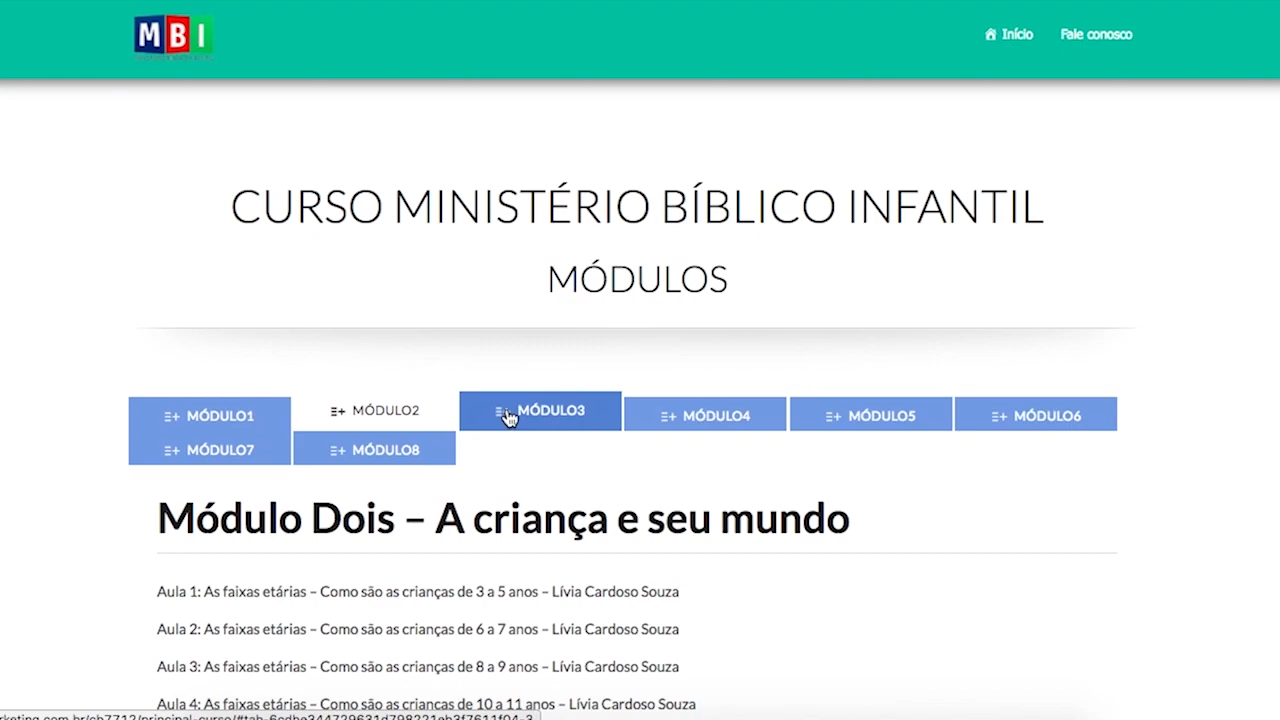 MBI
Início
Fale conosco
CURSO MINISTÉRIO BÍBLICO INFANTIL
MÓDULOS
MÓDULO1
MÓDULO2
MÓDULO3
MÓDULO4
MÓDULO5
MÓDULO6
MÓDULO7
MÓDULO8
Módulo Dois – A criança e seu mundo
Aula 1: As faixas etárias – Como são as crianças de 3 a 5 anos – Lívia Cardoso Souza
Aula 2: As faixas etárias – Como são as crianças de 6 a 7 anos – Lívia Cardoso Souza
Aula 3: As faixas etárias – Como são as crianças de 8 a 9 anos – Lívia Cardoso Souza
Aula 4: As faixas etárias – Como são as crianças de 10 a 11 anos – Lívia Cardoso Souza